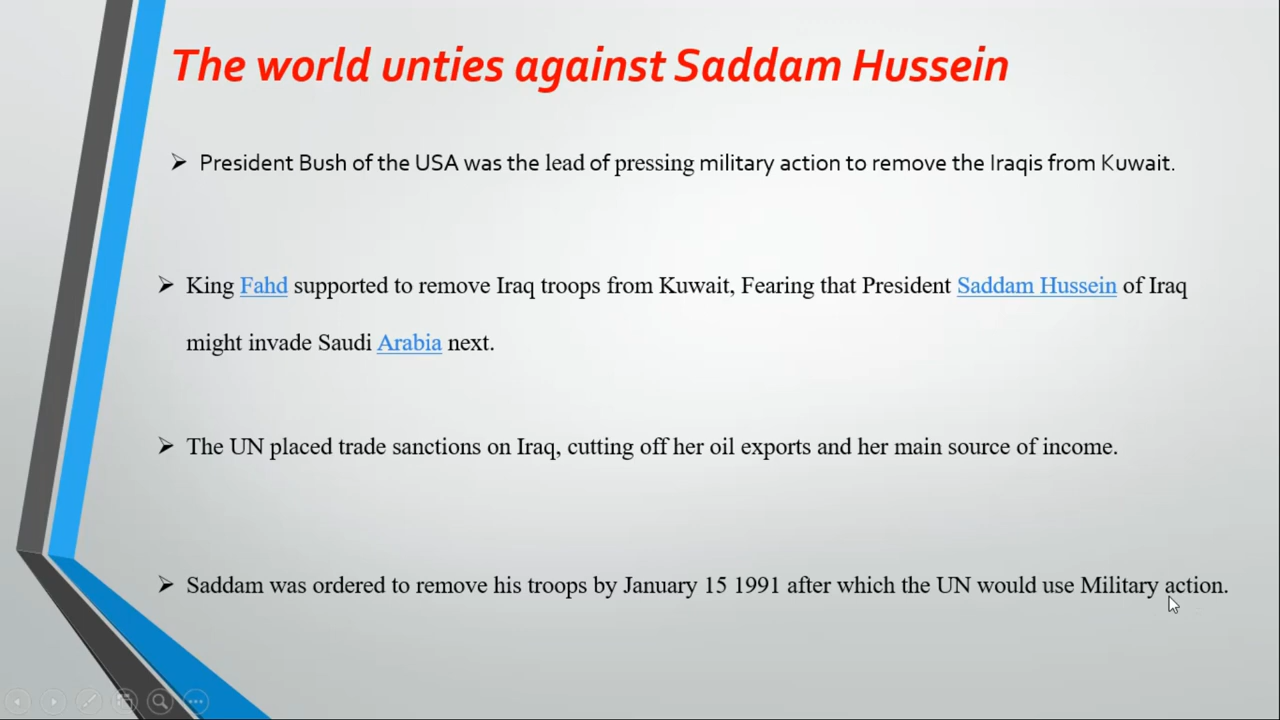 The world unties against Saddam Hussein
President Bush of the USA was the lead of pressing military action to remove the Iraqis from Kuwait.
King Fahd supported to remove Iraq troops from Kuwait, Fearing that President Saddam Hussein of Iraq
might invade Saudi Arabia next.
The UN placed trade sanctions on Iraq, cutting off her oil exports and her main source of income.
Saddam was ordered to remove his troops by January 15 1991 after which the UN would use Military action.